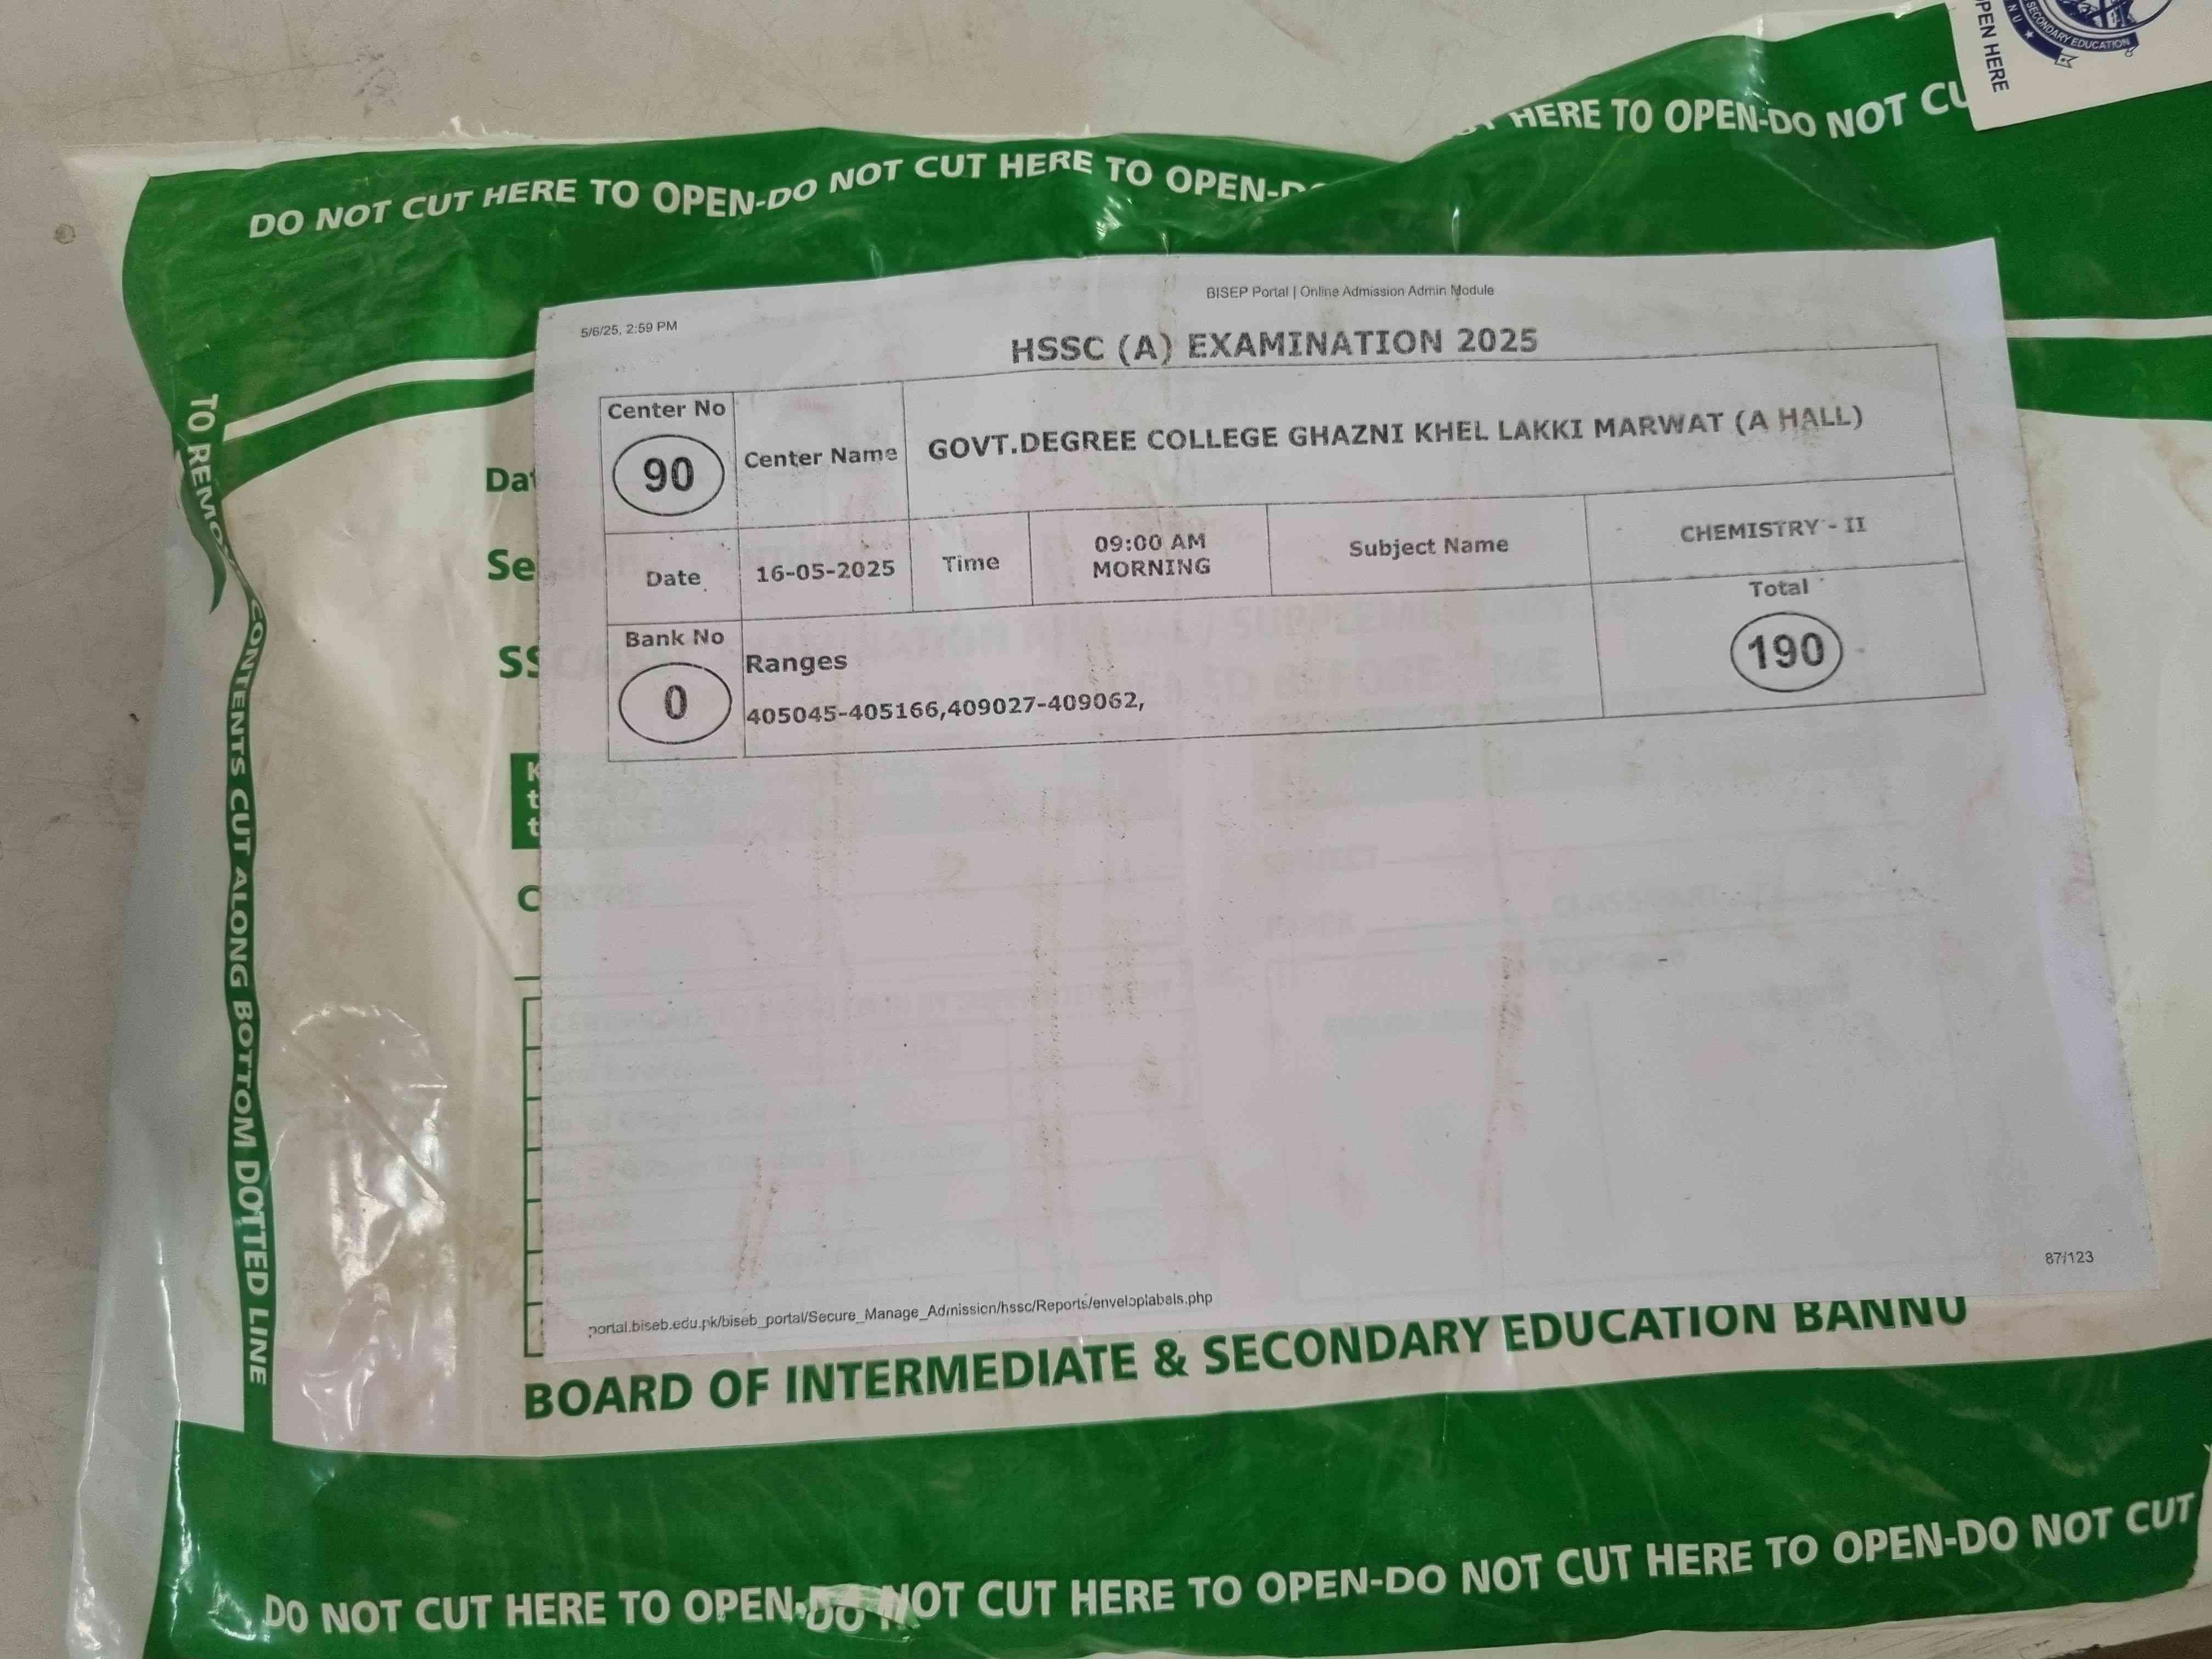 PEN HERE
SECONDARY EDUCATION
HERE TO OPEN-DO NOT
DO NOT CUT HERE TO OPEN-DO NOT CUT HERE TO OPEN-
TO REMOVE CONTENTS CUT ALONG BOTTOM DOTTED LINE
5/6/25, 2:59 PM
BISEP Portal | Online Admission Admin Module
HSSC (A) EXAMINATION 2025
Center No
90
Center Name
GOVT.DEGREE COLLEGE GHAZNI KHEL LAKKI MARWAT (A HALL)
Date
16-05-2025
Time
09:00 AM
MORNING
Subject Name
CHEMISTRY - II
Bank No
0
Ranges
405045-405166,409027-409062,
Total
190
portal.biseb.edu.pk/biseb_portal/Secure_Manage_Admission/hssc/Reports/enveloplabels.php
87/123
BOARD OF INTERMEDIATE & SECONDARY EDUCATION BANNU
DO NOT CUT HERE TO OPEN-DO NOT CUT HERE TO OPEN-DO NOT CUT HERE TO OPEN-DO NOT CUT